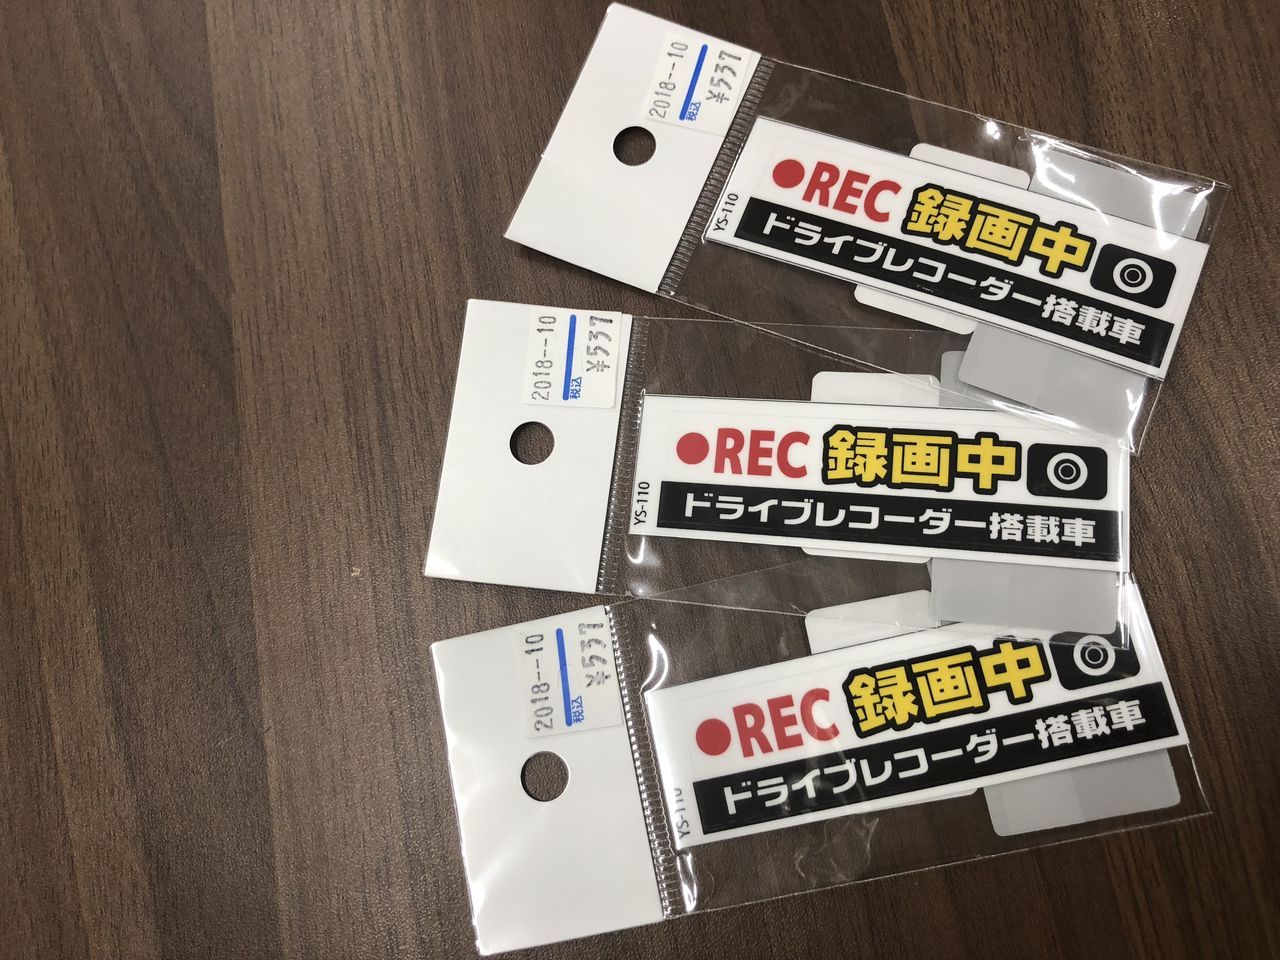 2018--10
税込
¥537
YS-110
●REC 録画中
ドライブレコーダー搭載車
2018--10
税込
¥537
YS-110
●REC 録画中
ドライブレコーダー搭載車
2018--10
税込
¥537
YS-110
●REC 録画中
ドライブレコーダー搭載車